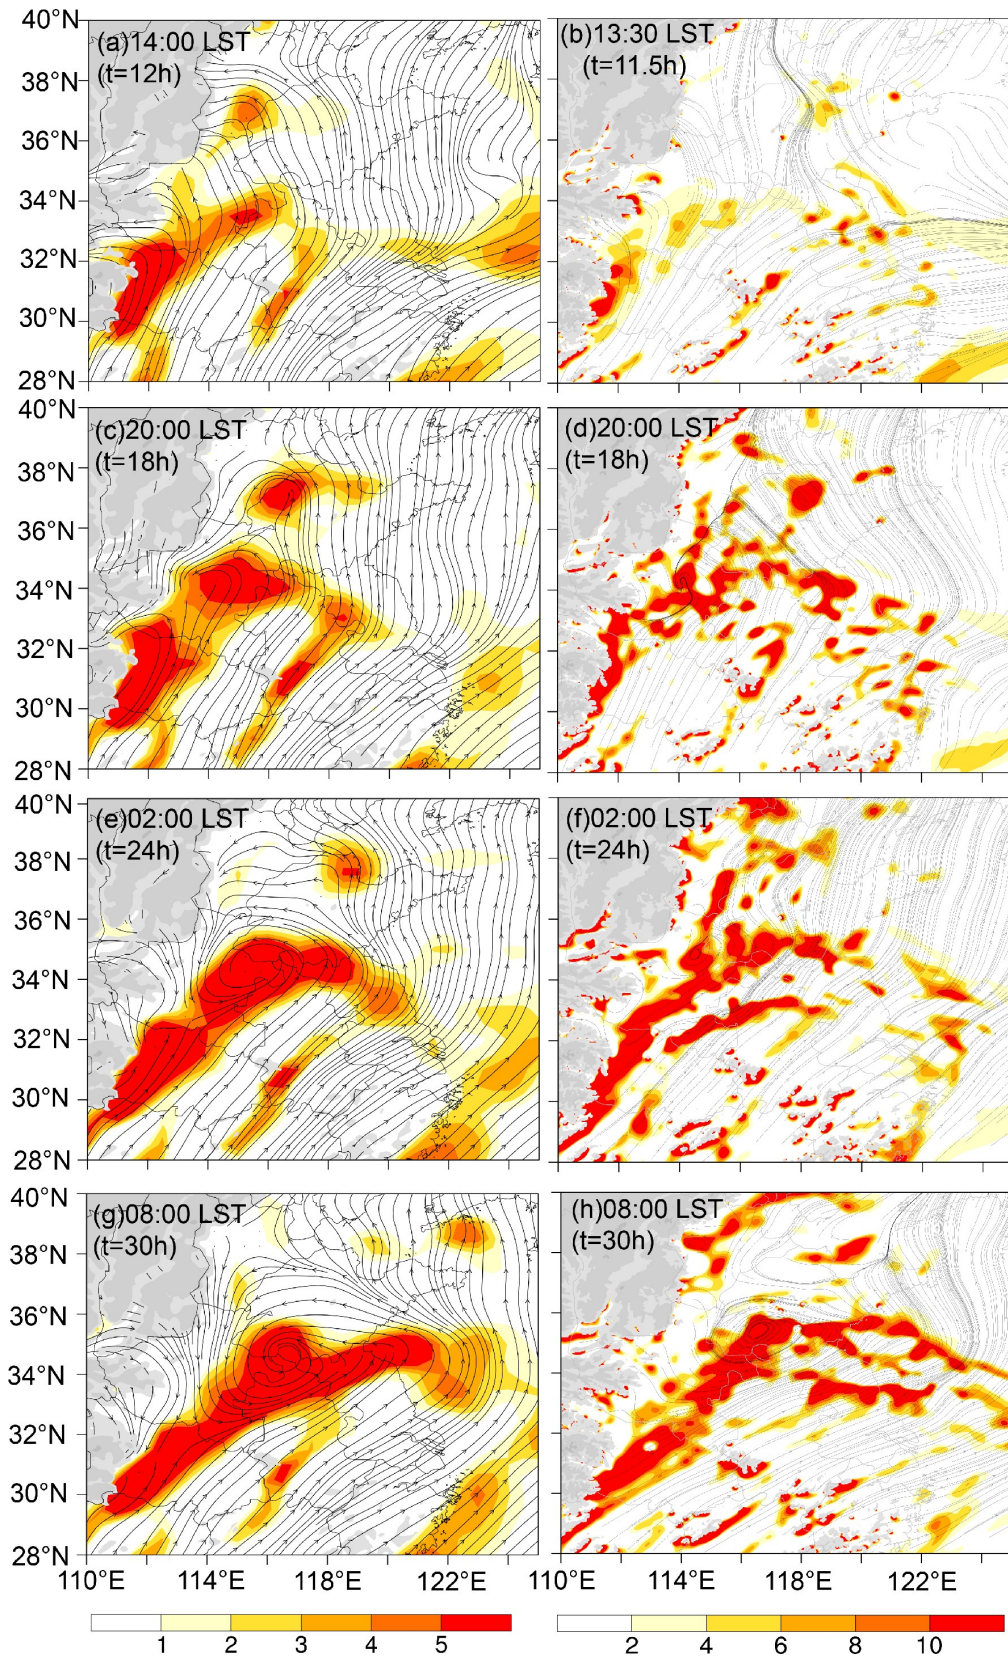 40°N
38°N
36°N
34°N
32°N
30°N
28°N
(a)14:00 LST
(t=12h)
(b)13:30 LST
(t=11.5h)
40°N
38°N
36°N
34°N
32°N
30°N
28°N
(c)20:00 LST
(t=18h)
(d)20:00 LST
(t=18h)
40°N
38°N
36°N
34°N
32°N
30°N
28°N
(e)02:00 LST
(t=24h)
(f)02:00 LST
(t=24h)
40°N
38°N
36°N
34°N
32°N
30°N
28°N
(g)08:00 LST
(t=30h)
(h)08:00 LST
(t=30h)
110°E 114°E 118°E 122°E
110°E 114°E 118°E 122°E
1 2 3 4 5
2 4 6 8 10